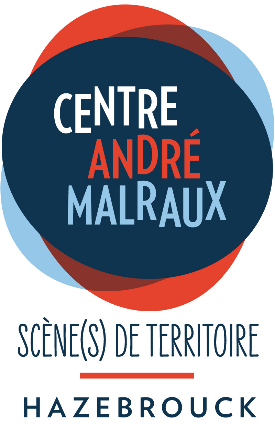 CENTRE
ANDRÉ
MALRAUX
SCÈNE(S) DE TERRITOIRE
HAZEBROUCK